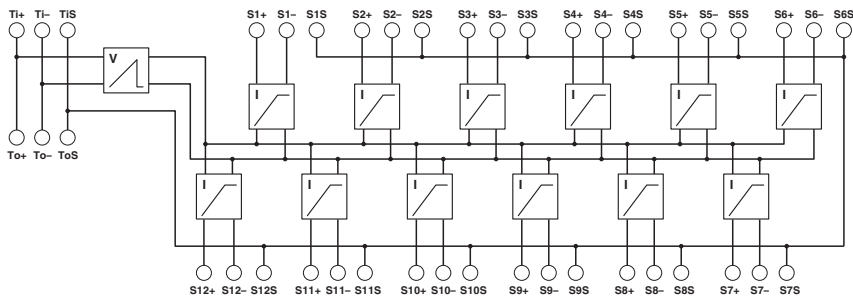 Ti+ Ti– TiS S1+ S1– S1S S2+ S2– S2S S3+ S3– S3S S4+ S4– S4S S5+ S5– S5S S6+ S6– S6S
V
I I I I I I
To+ To– ToS
I I I I I I
S12+ S12– S12S S11+ S11– S11S S10+ S10– S10S S9+ S9– S9S S8+ S8– S8S S7+ S7– S7S